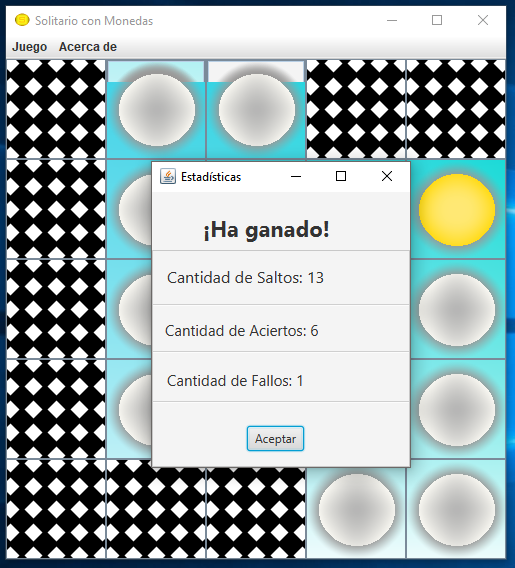 Solitario con Monedas
Juego Acerca de
Estadísticas
¡Ha ganado!
Cantidad de Saltos: 13
Cantidad de Aciertos: 6
Cantidad de Fallos: 1
Aceptar